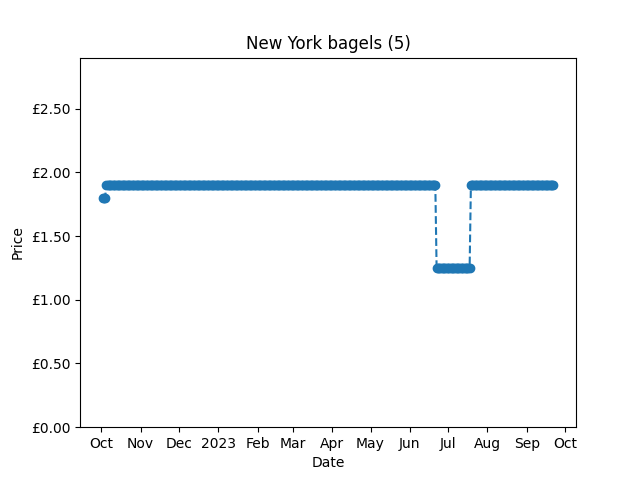 New York bagels (5)
£2.50
£2.00
£1.50
£1.00
£0.50
£0.00
Price
Oct Nov Dec 2023 Feb Mar Apr May Jun Jul Aug Sep Oct
Date